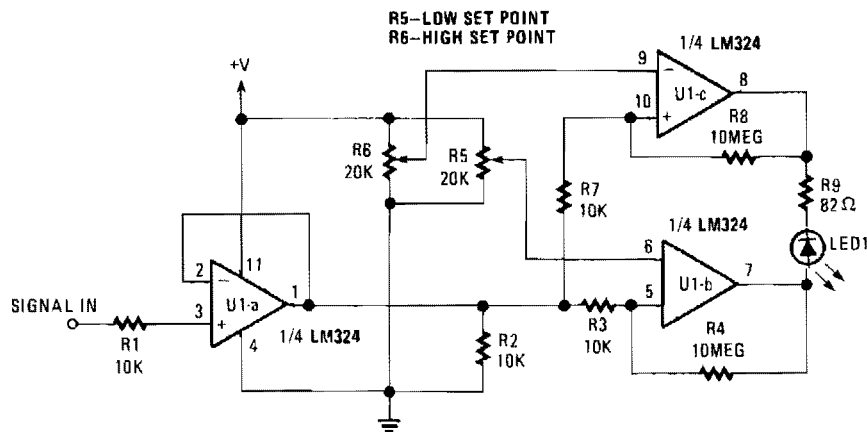 R5–LOW SET POINT
R6–HIGH SET POINT
1/4 LM324
+V
9
–
8
U1-c
10
+
R8
10MEG
R6
20K
R5
20K
R9
82Ω
R7
10K
1/4 LM324
LED1
6
–
7
U1-b
5
+
2
–
11
1
SIGNAL IN
3
+
U1-a
4
1/4 LM324
R1
10K
R2
10K
R3
10K
R4
10MEG